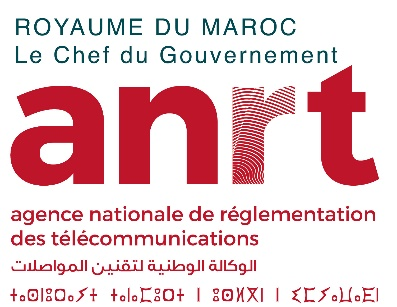 ROYAUME DU MAROC
Le Chef du Gouvernement
anrt
agence nationale de réglementation
des télécommunications
الوكالة الوطنية لتقنين المواصلات